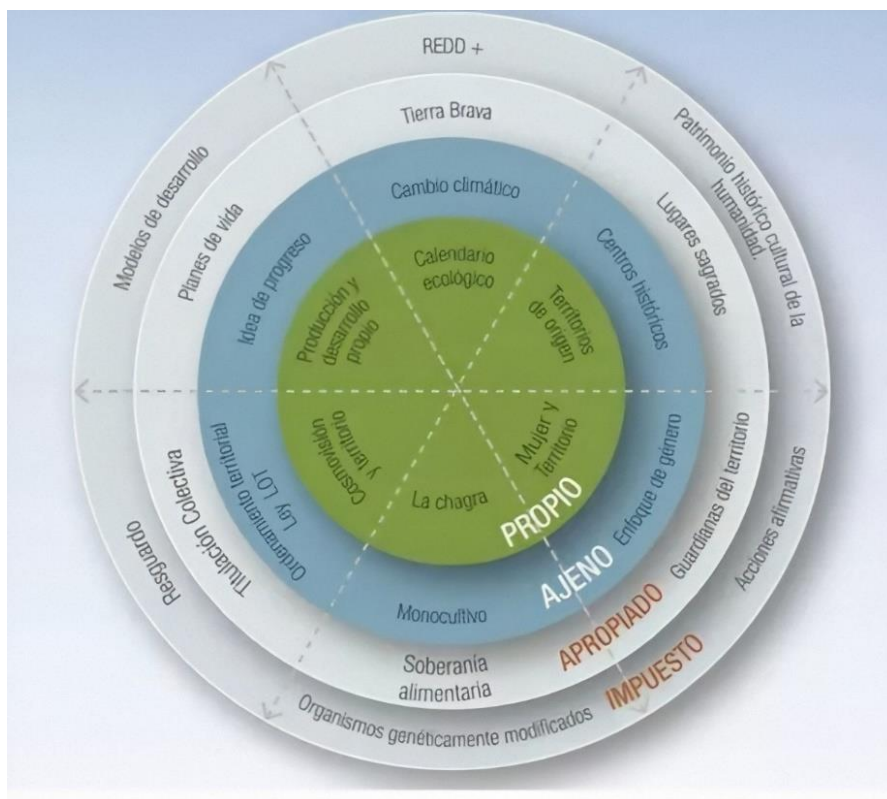 REDD +
Tierra Brava
Cambio climático
Calendario
ecológico
Patrimonio histórico cultural de la
humanidad.
Lugares sagrados
Centros históricos
Territorios
de origen
Acciones afirmativas
Guardianas del territorio
Enfoque de género
Mujer y
Territorio
Organismos genéticamente modificados
Soberanía
alimentaria
Monocultivo
La chagra
Resguardo
Titulación Colectiva
Ordenamiento territorial
Ley LOT
Cosmovisión
y territorio
Modelos de desarrollo
Planes de vida
Idea de progreso
Producción y
desarrollo
propio
PROPIO
AJENO
APROPIADO
IMPUESTO